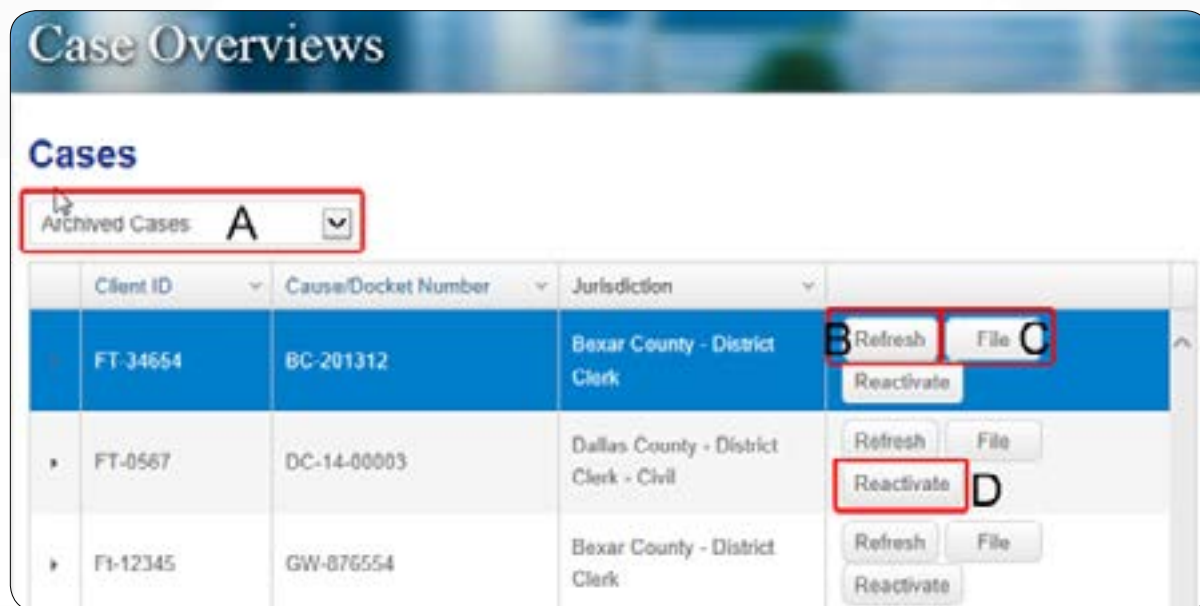 Case Overviews
Cases
Archived Cases A
Client ID Cause/Docket Number Jurisdiction
FT-34654 BC-201312 Bexar County - District Clerk B Refresh File C
Reactivate
FT-0567 DC-14-00003 Dallas County - District Clerk - Civil Refresh File
Reactivate D
Ft-12345 GW-876554 Bexar County - District Clerk Refresh File
Reactivate